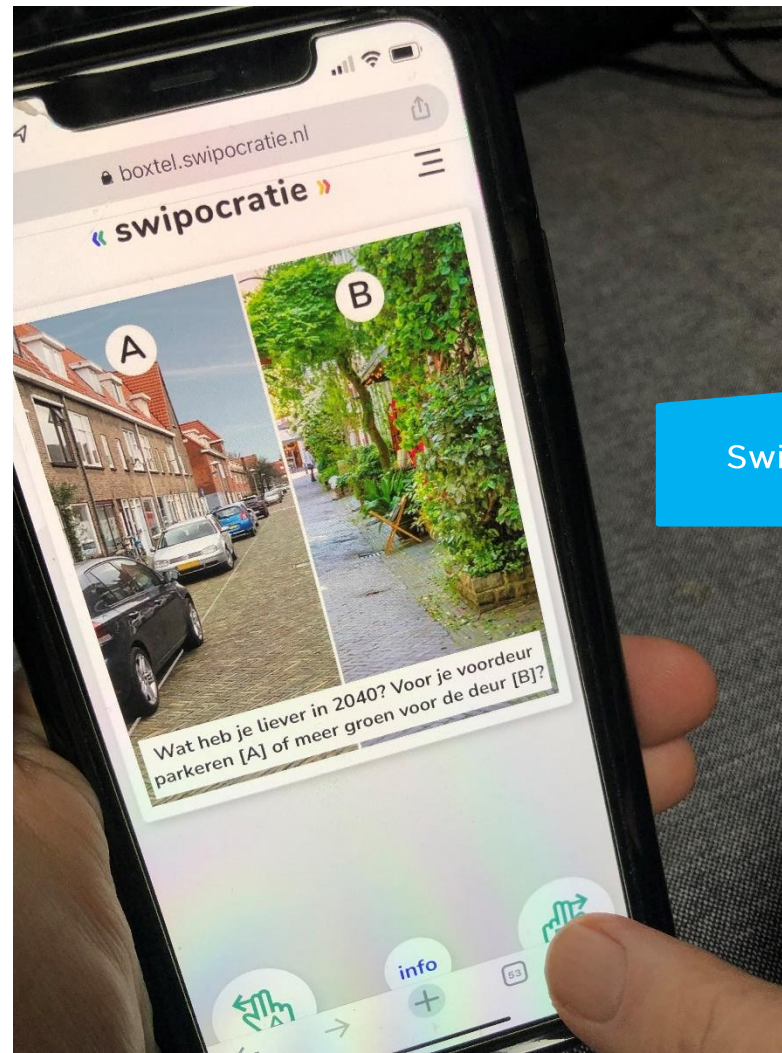 boxtel.swipocratie.nl
« swipocratie »
A
B
Wat heb je liever in 2040? Voor je voordeur
parkeren [A] of meer groen voor de deur [B]?
info
A
53
Swi